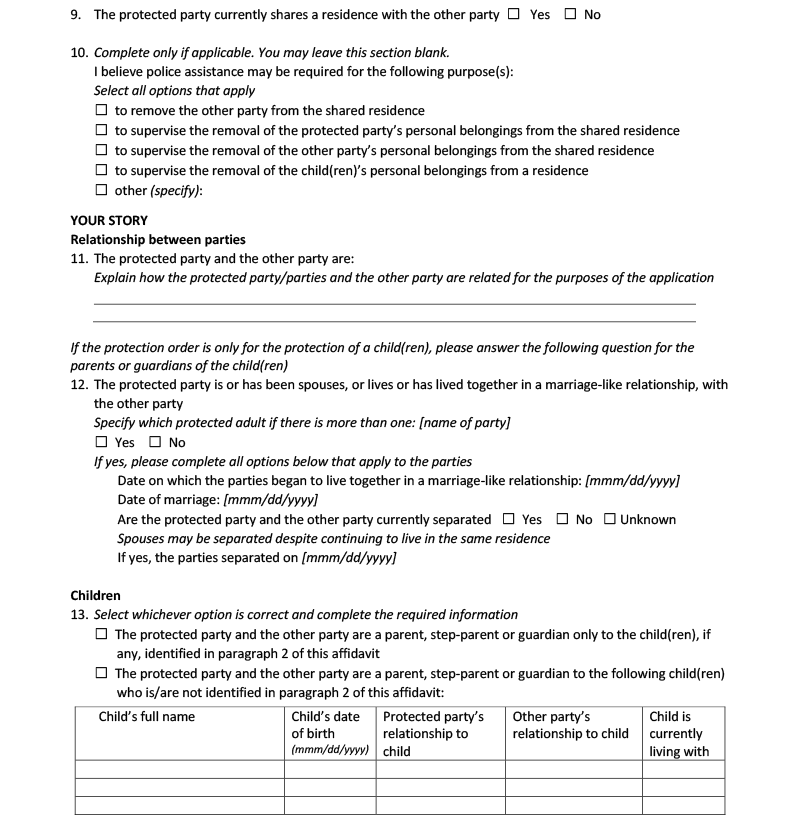 9. The protected party currently shares a residence with the other party ☐ Yes ☐ No
10. Complete only if applicable. You may leave this section blank.
I believe police assistance may be required for the following purpose(s):
Select all options that apply
☐ to remove the other party from the shared residence
☐ to supervise the removal of the protected party's personal belongings from the shared residence
☐ to supervise the removal of the other party's personal belongings from the shared residence
☐ to supervise the removal of the child(ren)'s personal belongings from a residence
☐ other (specify):
YOUR STORY
Relationship between parties
11. The protected party and the other party are:
Explain how the protected party/parties and the other party are related for the purposes of the application
If the protection order is only for the protection of a child(ren), please answer the following question for the
parents or guardians of the child(ren)
12. The protected party is or has been spouses, or lives or has lived together in a marriage-like relationship, with
the other party
Specify which protected adult if there is more than one: [name of party]
☐ Yes ☐ No
If yes, please complete all options below that apply to the parties
Date on which the parties began to live together in a marriage-like relationship: [mmm/dd/yyyy]
Date of marriage: [mmm/dd/yyyy]
Are the protected party and the other party currently separated ☐ Yes ☐ No ☐ Unknown
Spouses may be separated despite continuing to live in the same residence
If yes, the parties separated on [mmm/dd/yyyy]
Children
13. Select whichever option is correct and complete the required information
☐ The protected party and the other party are a parent, step-parent or guardian only to the child(ren), if
any, identified in paragraph 2 of this affidavit
☐ The protected party and the other party are a parent, step-parent or guardian to the following child(ren)
who is/are not identified in paragraph 2 of this affidavit:
Child's full name
Child's date
of birth
(mmm/dd/yyyy)
Protected party's
relationship to
child
Other party's
relationship to child
Child is
currently
living with